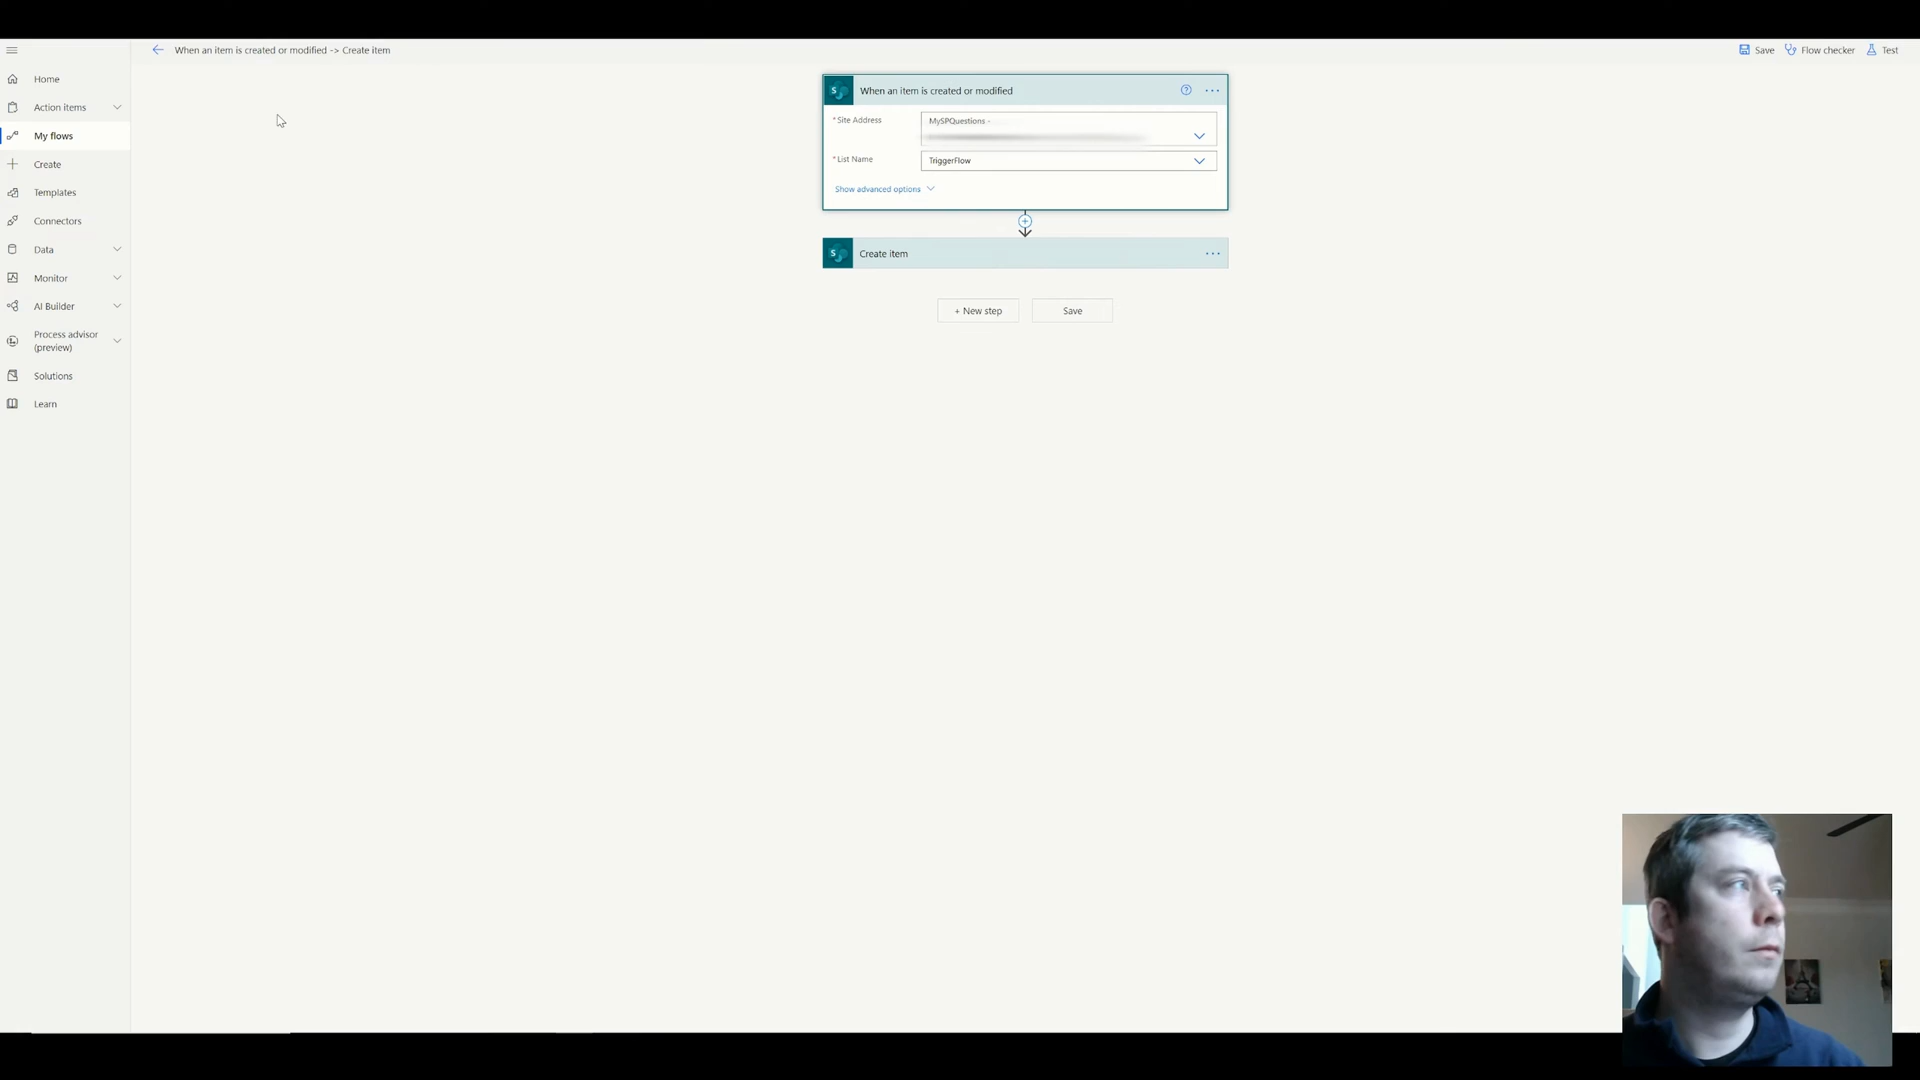 When an item is created or modified -> Create item
Save
Flow checker
Test
Home
Action items
My flows
Create
Templates
Connectors
Data
Monitor
AI Builder
Process advisor
(preview)
Solutions
Learn
When an item is created or modified
* Site Address
MySPQuestions -
* List Name
TriggerFlow
Show advanced options
Create item
+ New step
Save